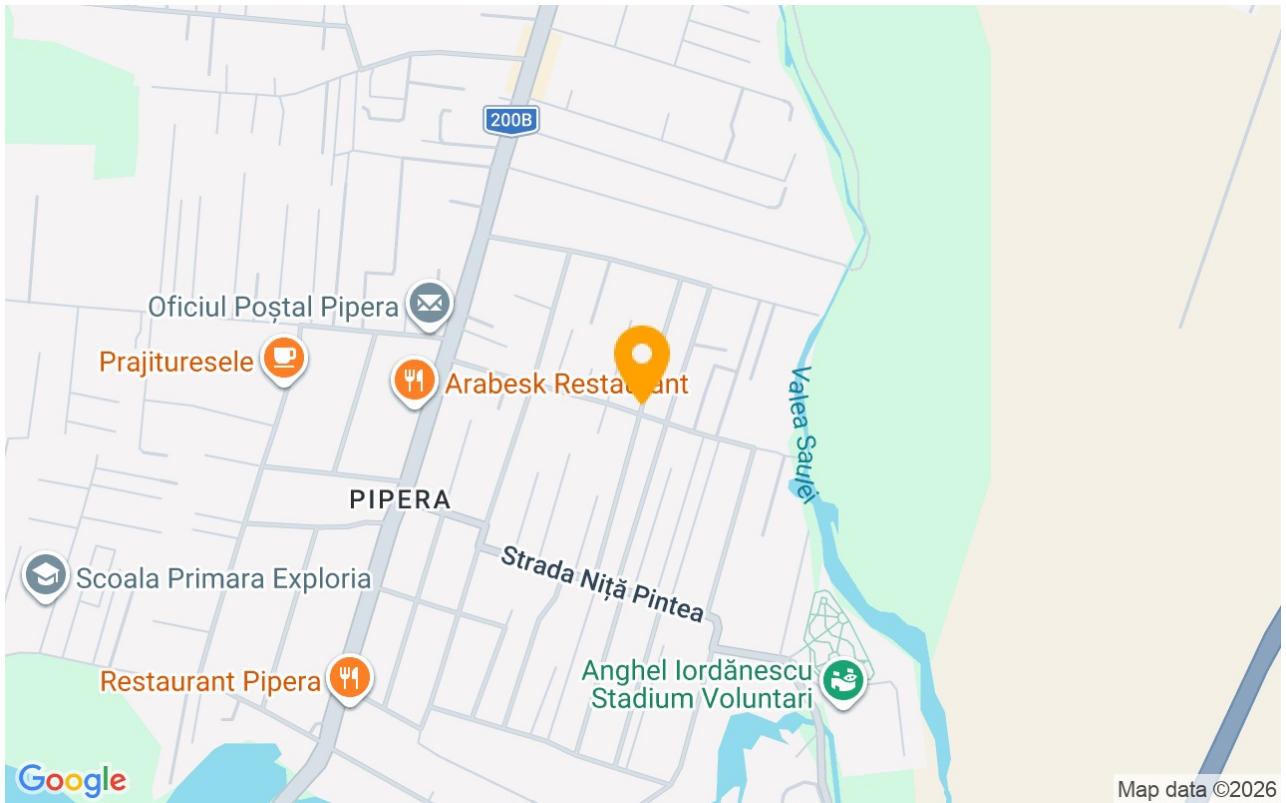 200B
Oficiul Poștal Pipera
Prajituresele
Arabesk Restaurant
Valea Saulei
PIPERA
Strada Niță Pintea
Scoala Primara Exploria
Restaurant Pipera
Anghel Iordănescu
Stadium Voluntari
Google
Map data ©2026